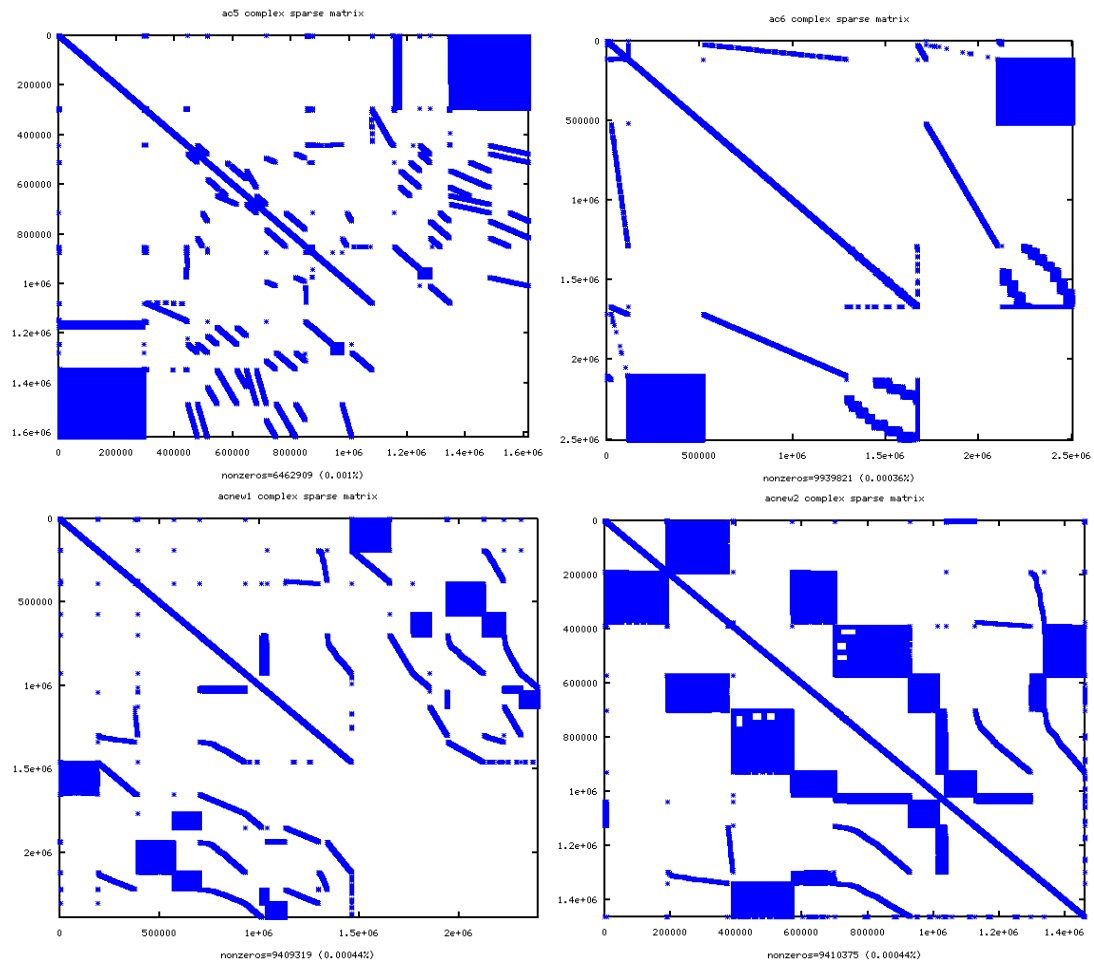 ac5 complex sparse matrix
0
200000
400000
600000
800000
1e+06
1.2e+06
1.4e+06
1.6e+06
0 200000 400000 600000 800000 1e+06 1.2e+06 1.4e+06 1.6e+06
nonzeros=6462909 (0.001%)
ac6 complex sparse matrix
0
500000
1e+06
1.5e+06
2e+06
2.5e+06
0 500000 1e+06 1.5e+06 2e+06 2.5e+06
nonzeros=9939821 (0.00036%)
acnew1 complex sparse matrix
0
500000
1e+06
1.5e+06
2e+06
0 500000 1e+06 1.5e+06 2e+06
nonzeros=9409319 (0.00044%)
acnew2 complex sparse matrix
0
200000
400000
600000
800000
1e+06
1.2e+06
1.4e+06
0 200000 400000 600000 800000 1e+06 1.2e+06 1.4e+06
nonzeros=9410375 (0.00044%)